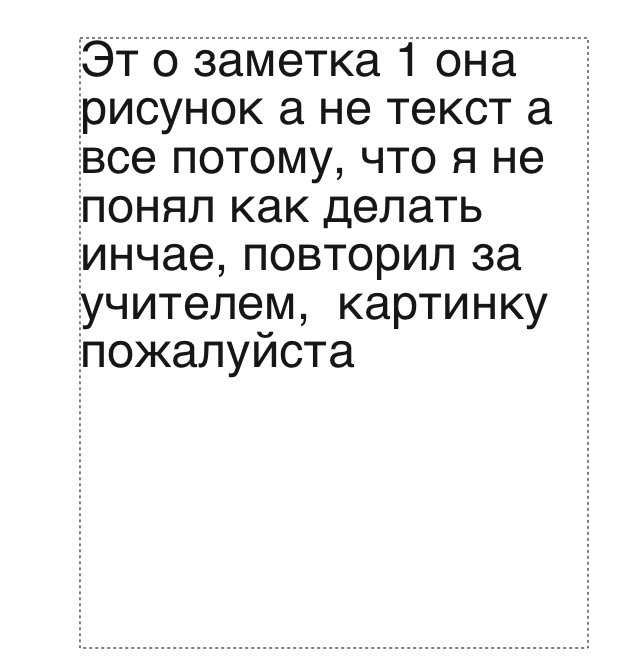 Эт о заметка 1 она
рисунок а не текст а
все потому, что я не
понял как делать
инчае, повторил за
учителем,  картинку
пожалуйста